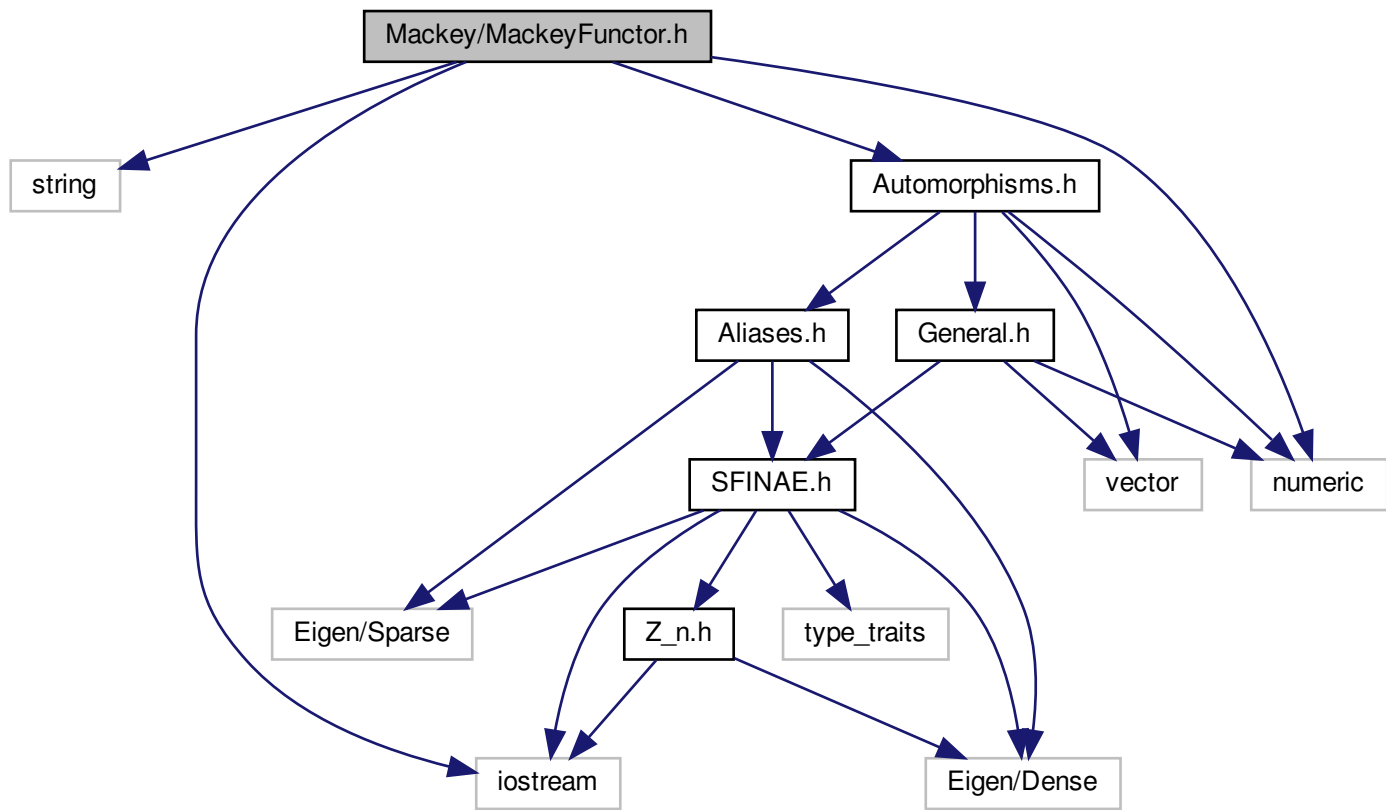 Mackey/MackeyFunctor.h
string
Automorphisms.h
Aliases.h
General.h
SFINAE.h
vector
numeric
Eigen/Sparse
Z_n.h
type_traits
iostream
Eigen/Dense